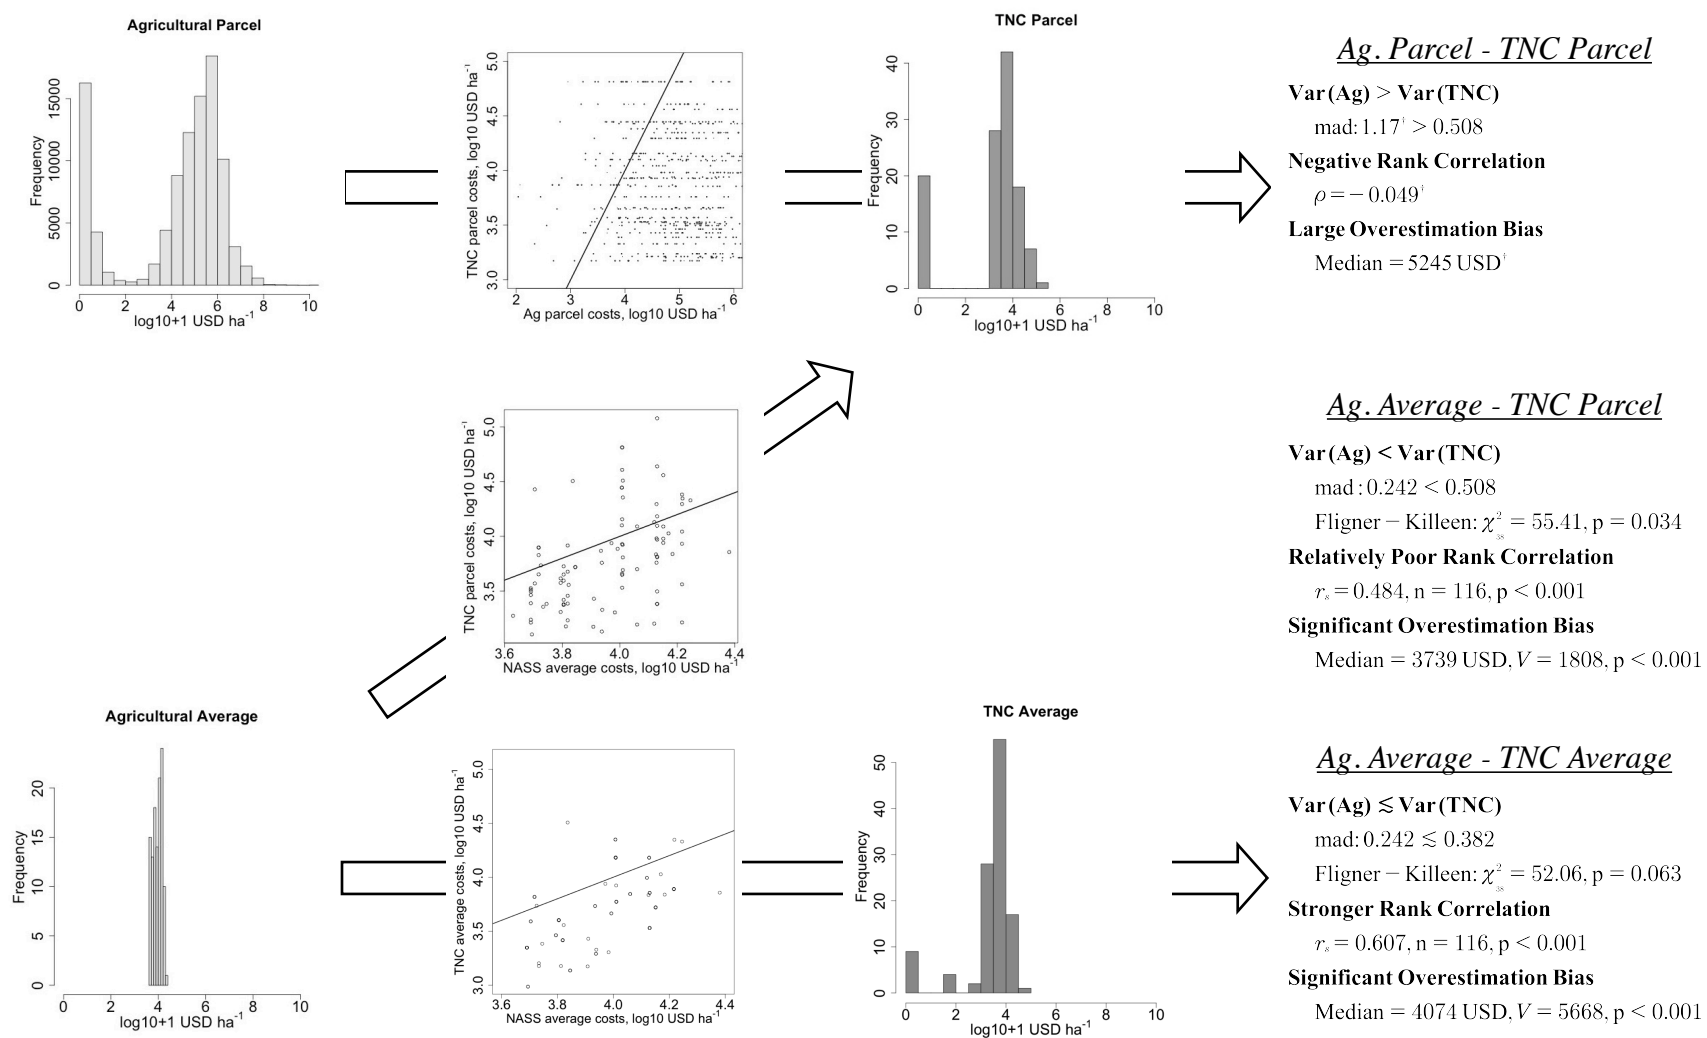 Agricultural Parcel
Frequency
0 5000 10000 15000
0 2 4 6 8 10
log10+1 USD ha-1
TNC parcel costs, log10 USD ha-1
3.0 3.5 4.0 4.5 5.0
2 3 4 5 6
Ag parcel costs, log10 USD ha-1
TNC Parcel
Frequency
0 10 20 30 40
0 2 4 6 8 10
log10+1 USD ha-1
Ag. Parcel - TNC Parcel
Var(Ag) > Var(TNC)
mad: 1.17† > 0.508
Negative Rank Correlation
ρ = − 0.049†
Large Overestimation Bias
Median = 5245 USD†
TNC parcel costs, log10 USD ha-1
3.5 4.0 4.5 5.0
3.6 3.8 4.0 4.2 4.4
NASS average costs, log10 USD ha-1
Ag. Average - TNC Parcel
Var(Ag) < Var(TNC)
mad: 0.242 < 0.508
Fligner − Killeen: χ²₃₈ = 55.41, p = 0.034
Relatively Poor Rank Correlation
rₛ = 0.484, n = 116, p < 0.001
Significant Overestimation Bias
Median = 3739 USD, V = 1808, p < 0.001
Agricultural Average
Frequency
0 5 10 15 20
0 2 4 6 8 10
log10+1 USD ha-1
TNC average costs, log10 USD ha-1
3.0 3.5 4.0 4.5 5.0
3.6 3.8 4.0 4.2 4.4
NASS average costs, log10 USD ha-1
TNC Average
Frequency
0 10 20 30 40 50
0 2 4 6 8 10
log10+1 USD ha-1
Ag. Average - TNC Average
Var(Ag) ≲ Var(TNC)
mad: 0.242 ≲ 0.382
Fligner − Killeen: χ²₃₈ = 52.06, p = 0.063
Stronger Rank Correlation
rₛ = 0.607, n = 116, p < 0.001
Significant Overestimation Bias
Median = 4074 USD, V = 5668, p < 0.001